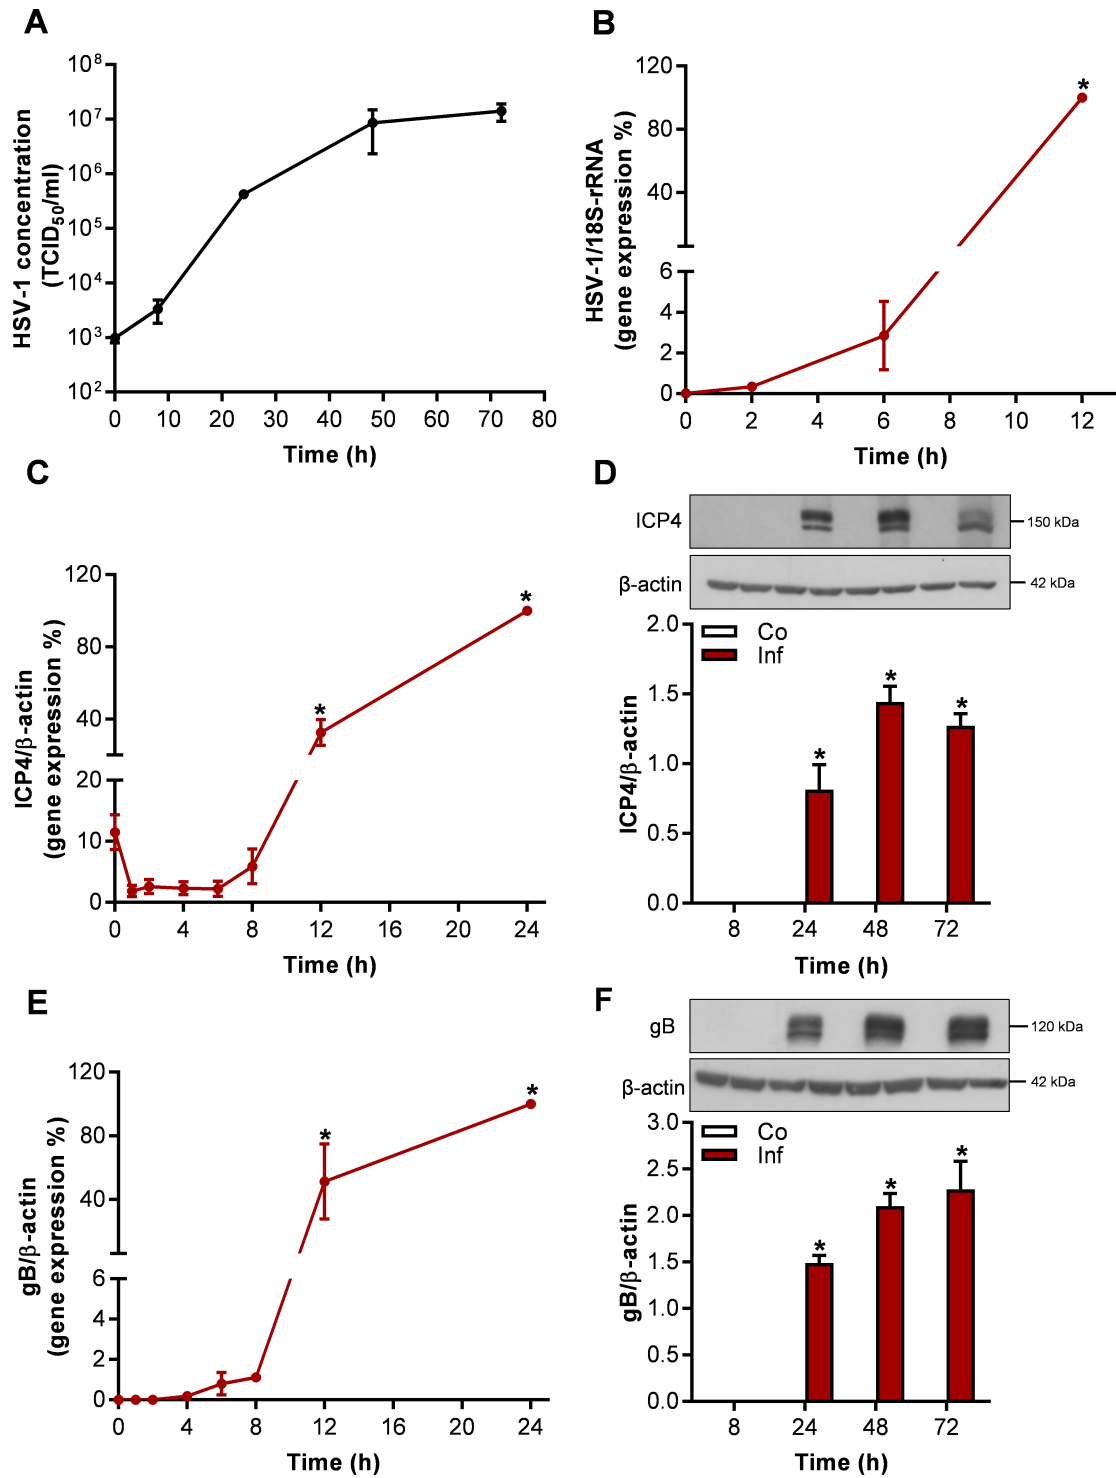 A
10⁸
10⁷
10⁶
10⁵
10⁴
10³
10²
HSV-1 concentration
(TCID₅₀/ml)
0 10 20 30 40 50 60 70 80
Time (h)
B
120
80
40
6
4
2
0
HSV-1/18S-rRNA
(gene expression %)
*
0 2 4 6 8 10 12
Time (h)
C
120
80
40
20
10
0
ICP4/β-actin
(gene expression %)
* *
0 4 8 12 16 20 24
Time (h)
D
ICP4
150 kDa
β-actin
42 kDa
2.0
1.5
1.0
0.5
0.0
ICP4/β-actin
Co
Inf
* * *
8 24 48 72
Time (h)
E
120
80
40
6
4
2
0
gB/β-actin
(gene expression %)
* *
0 4 8 12 16 20 24
Time (h)
F
gB
120 kDa
β-actin
42 kDa
3.0
2.5
2.0
1.5
1.0
0.5
0.0
gB/β-actin
Co
Inf
* * *
8 24 48 72
Time (h)